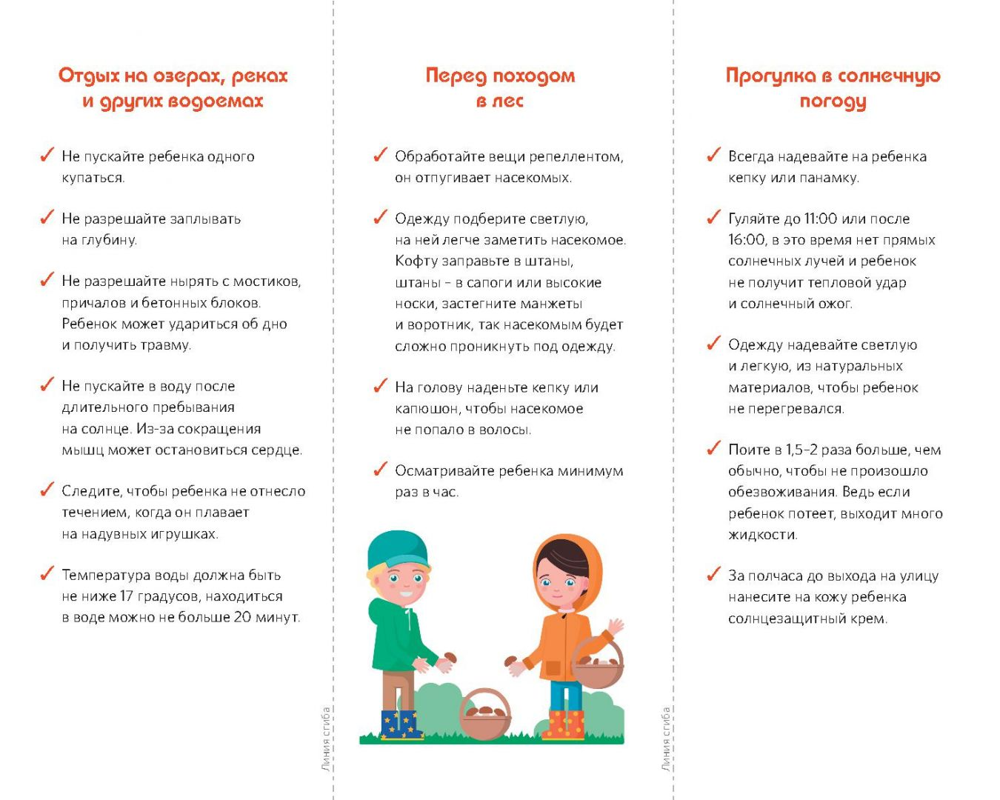 Отдых на озерах, реках
и других водоемах
✓ Не пускайте ребенка одного
купаться.
✓ Не разрешайте заплывать
на глубину.
✓ Не разрешайте нырять с мостиков,
причалов и бетонных блоков.
Ребенок может удариться об дно
и получить травму.
✓ Не пускайте в воду после
длительного пребывания
на солнце. Из-за сокращения
мышц может остановиться сердце.
✓ Следите, чтобы ребенка не отнесло
течением, когда он плавает
на надувных игрушках.
✓ Температура воды должна быть
не ниже 17 градусов, находиться
в воде можно не больше 20 минут.
Линия сгиба
Перед походом
в лес
✓ Обработайте вещи репеллентом,
он отпугивает насекомых.
✓ Одежду подберите светлую,
на ней легче заметить насекомое.
Кофту заправьте в штаны,
штаны – в сапоги или высокие
носки, застегните манжеты
и воротник, так насекомым будет
сложно проникнуть под одежду.
✓ На голову наденьте кепку или
капюшон, чтобы насекомое
не попало в волосы.
✓ Осматривайте ребенка минимум
раз в час.
Линия сгиба
Прогулка в солнечную
погоду
✓ Всегда надевайте на ребенка
кепку или панамку.
✓ Гуляйте до 11:00 или после
16:00, в это время нет прямых
солнечных лучей и ребенок
не получит тепловой удар
и солнечный ожог.
✓ Одежду надевайте светлую
и легкую, из натуральных
материалов, чтобы ребенок
не перегревался.
✓ Поите в 1,5–2 раза больше, чем
обычно, чтобы не произошло
обезвоживания. Ведь если
ребенок потеет, выходит много
жидкости.
✓ За полчаса до выхода на улицу
нанесите на кожу ребенка
солнцезащитный крем.